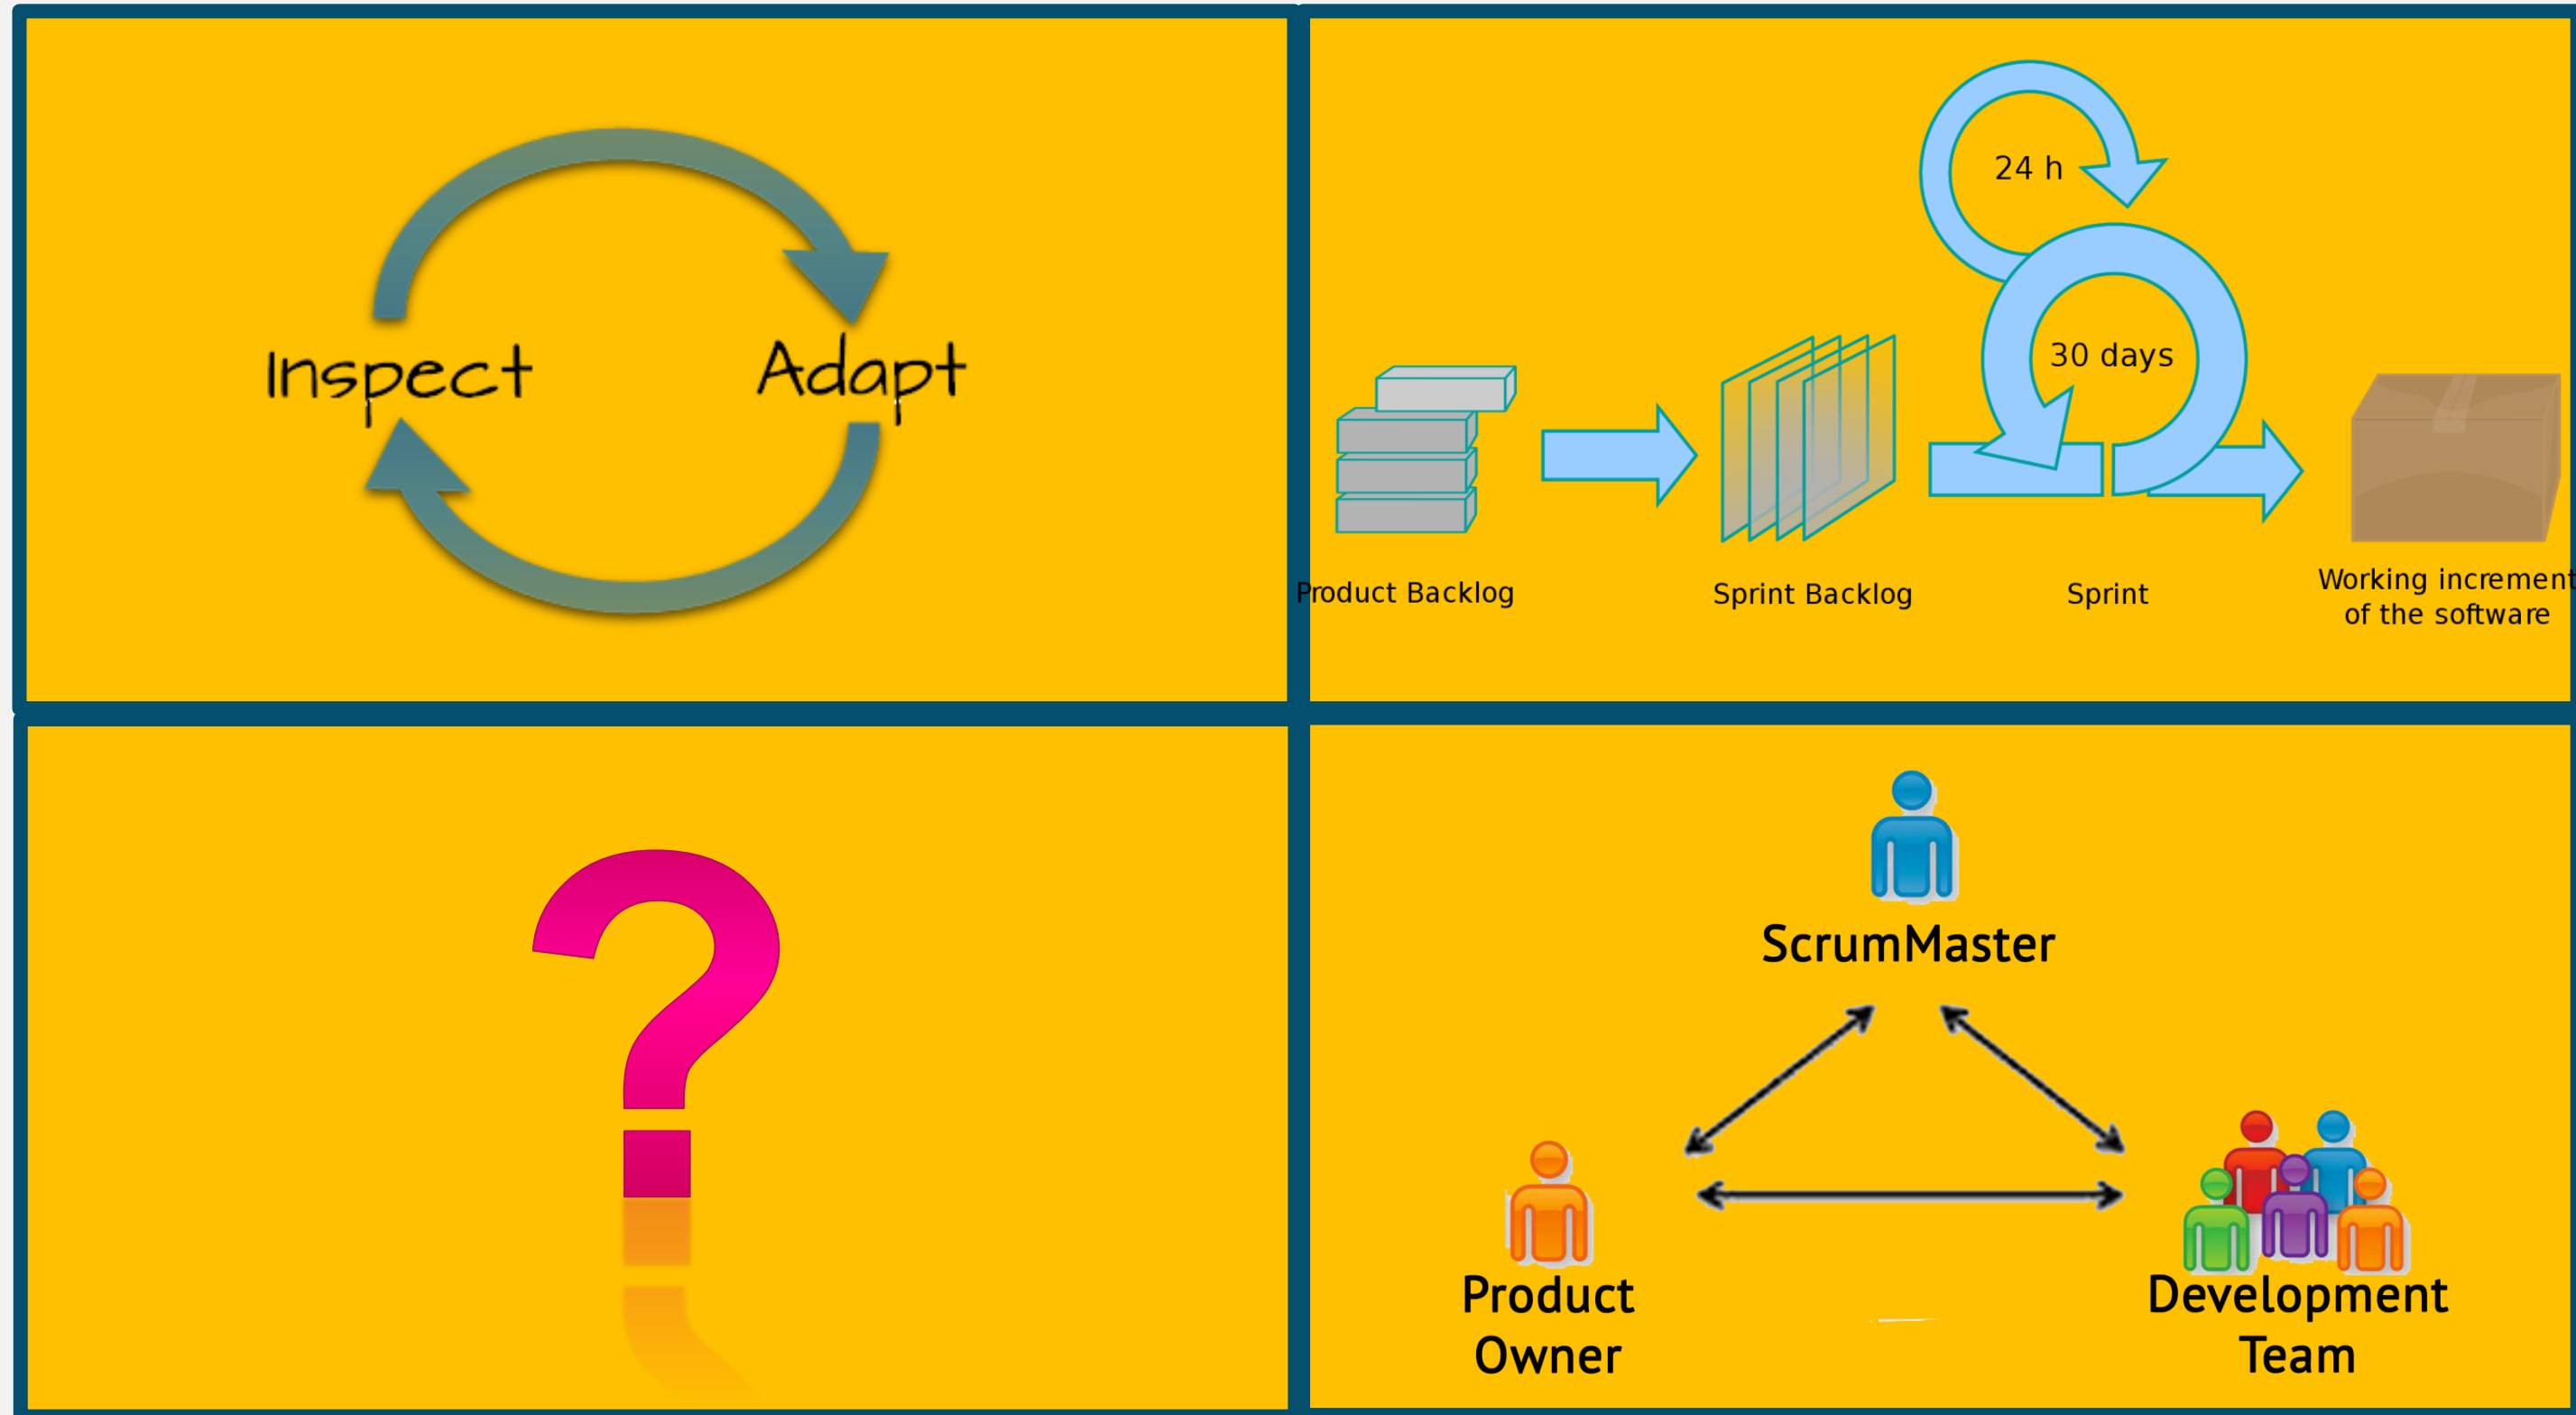 Inspect
Adapt
24 h
30 days
Product Backlog
Sprint Backlog
Sprint
Working increment
of the software
?
ScrumMaster
Product
Owner
Development
Team